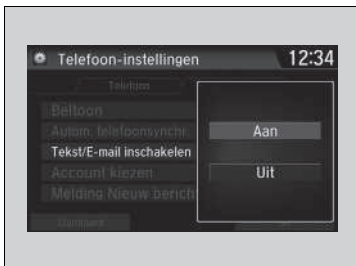 Telefoon-instellingen
12:34
Telefoon
Beltoon
Autom. telefoonsynchr.
Tekst/E-mail inschakelen
Account kiezen
Melding Nieuw bericht
Aan
Uit